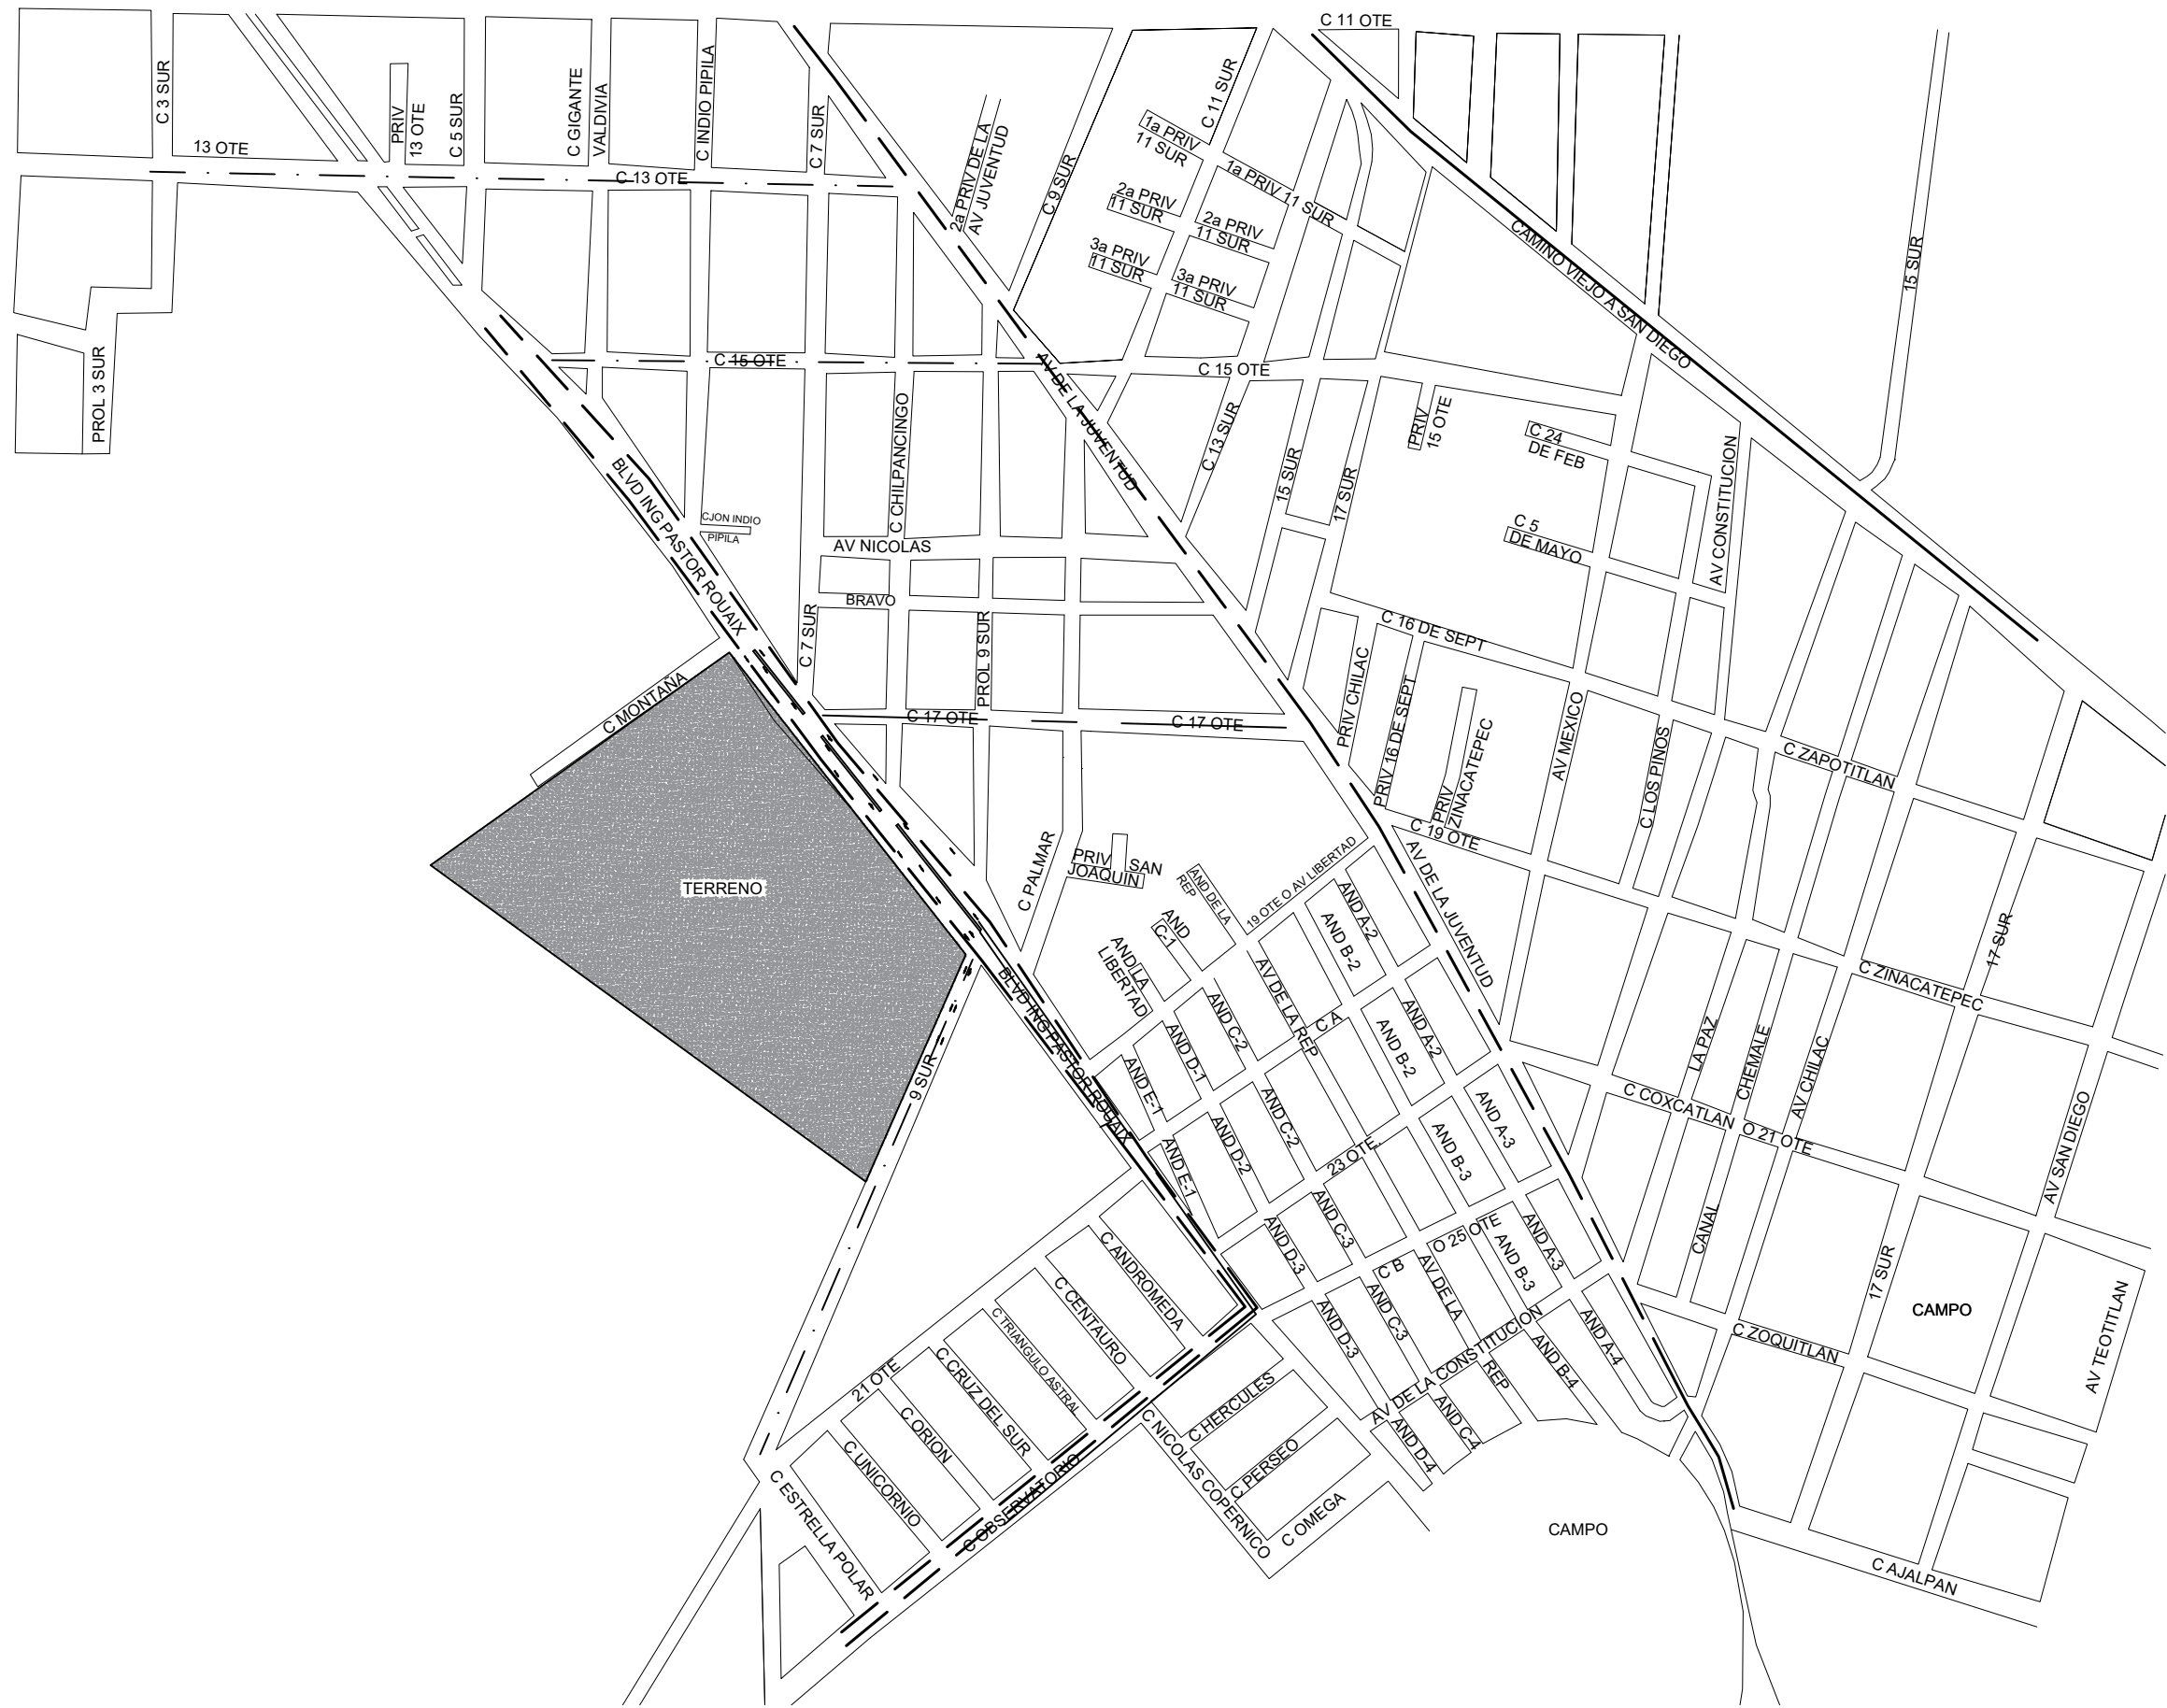 C 11 OTE
C 3 SUR
PRIV
13 OTE
C 5 SUR
C GIGANTE
VALDIVIA
C INDIO PIPILA
C 7 SUR
2a PRIV DE LA
AV JUVENTUD
C 9 SUR
C 11 SUR
1a PRIV
11 SUR
1a PRIV 11 SUR
13 OTE
C 13 OTE
2a PRIV
11 SUR
2a PRIV
11 SUR
3a PRIV
11 SUR
3a PRIV
11 SUR
CAMINO VIEJO A SAN DIEGO
15 SUR
PROL 3 SUR
C 15 OTE
AV DE LA JUVENTUD
C 15 OTE
C 13 SUR
15 SUR
17 SUR
PRIV
15 OTE
C 24
DE FEB
AV CONSTITUCION
BLVD ING PASTOR ROUAIX
C CHILPANCINGO
CJON INDIO
PIPILA
AV NICOLAS
BRAVO
C 5
DE MAYO
C 7 SUR
PROL 9 SUR
C 16 DE SEPT
C MONTAÑA
C 17 OTE
C 17 OTE
PRIV CHILAC
PRIV 16 DE SEPT
PRIV
ZINACATEPEC
AV MEXICO
C LOS PINOS
C ZAPOTITLAN
C 19 OTE
TERRENO
C PALMAR
PRIV SAN
JOAQUIN
AND DE LA
REP
19 OTE O AV LIBERTAD
AV DE LA JUVENTUD
AND
C-1
AND LA
LIBERTAD
AND A-2
AND B-2
17 SUR
C ZINACATEPEC
BLVD ING PASTOR ROUAIX
AV DE LA REP
C A
AND C-2
AND D-1
AND E-1
AND A-2
AND B-2
LA PAZ
CHEMALE
AV CHILAC
9 SUR
AND C-2
AND D-2
AND E-1
AND A-3
AND B-3
C COXCATLAN O 21 OTE
23 OTE
AV SAN DIEGO
C ANDROMEDA
C CENTAURO
C TRIANGULO ASTRAL
AND D-3
AND C-3
C B O 25 OTE
AND A-3
AND B-3
CANAL
17 SUR
CAMPO
AV TEOTITLAN
AV DE LA
REP
AND D-3
AND C-3
AV DE LA CONSTITUCION
AND B-4
AND A-4
C ZOQUITLAN
21 OTE
C CRUZ DEL SUR
C ORION
C UNICORNIO
C ESTRELLA POLAR
C OBSERVATORIO
C HERCULES
C PERSEO
C OMEGA
C NICOLAS COPERNICO
AND D-4
AND C-4
CAMPO
C AJALPAN